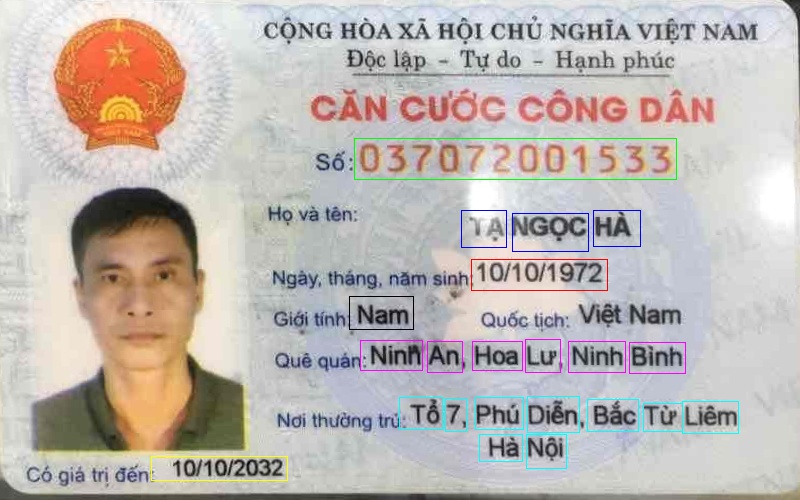 CỘNG HÒA XÃ HỘI CHỦ NGHĨA VIỆT NAM
Độc lập - Tự do - Hạnh phúc
CĂN CƯỚC CÔNG DÂN
Số: 037072001533
Họ và tên:
TẠ NGỌC HÀ
Ngày, tháng, năm sinh: 10/10/1972
Giới tính: Nam Quốc tịch: Việt Nam
Quê quán: Ninh An, Hoa Lư, Ninh Bình
Nơi thường trú: Tổ 7, Phú Diễn, Bắc Từ Liêm
Hà Nội
Có giá trị đến: 10/10/2032